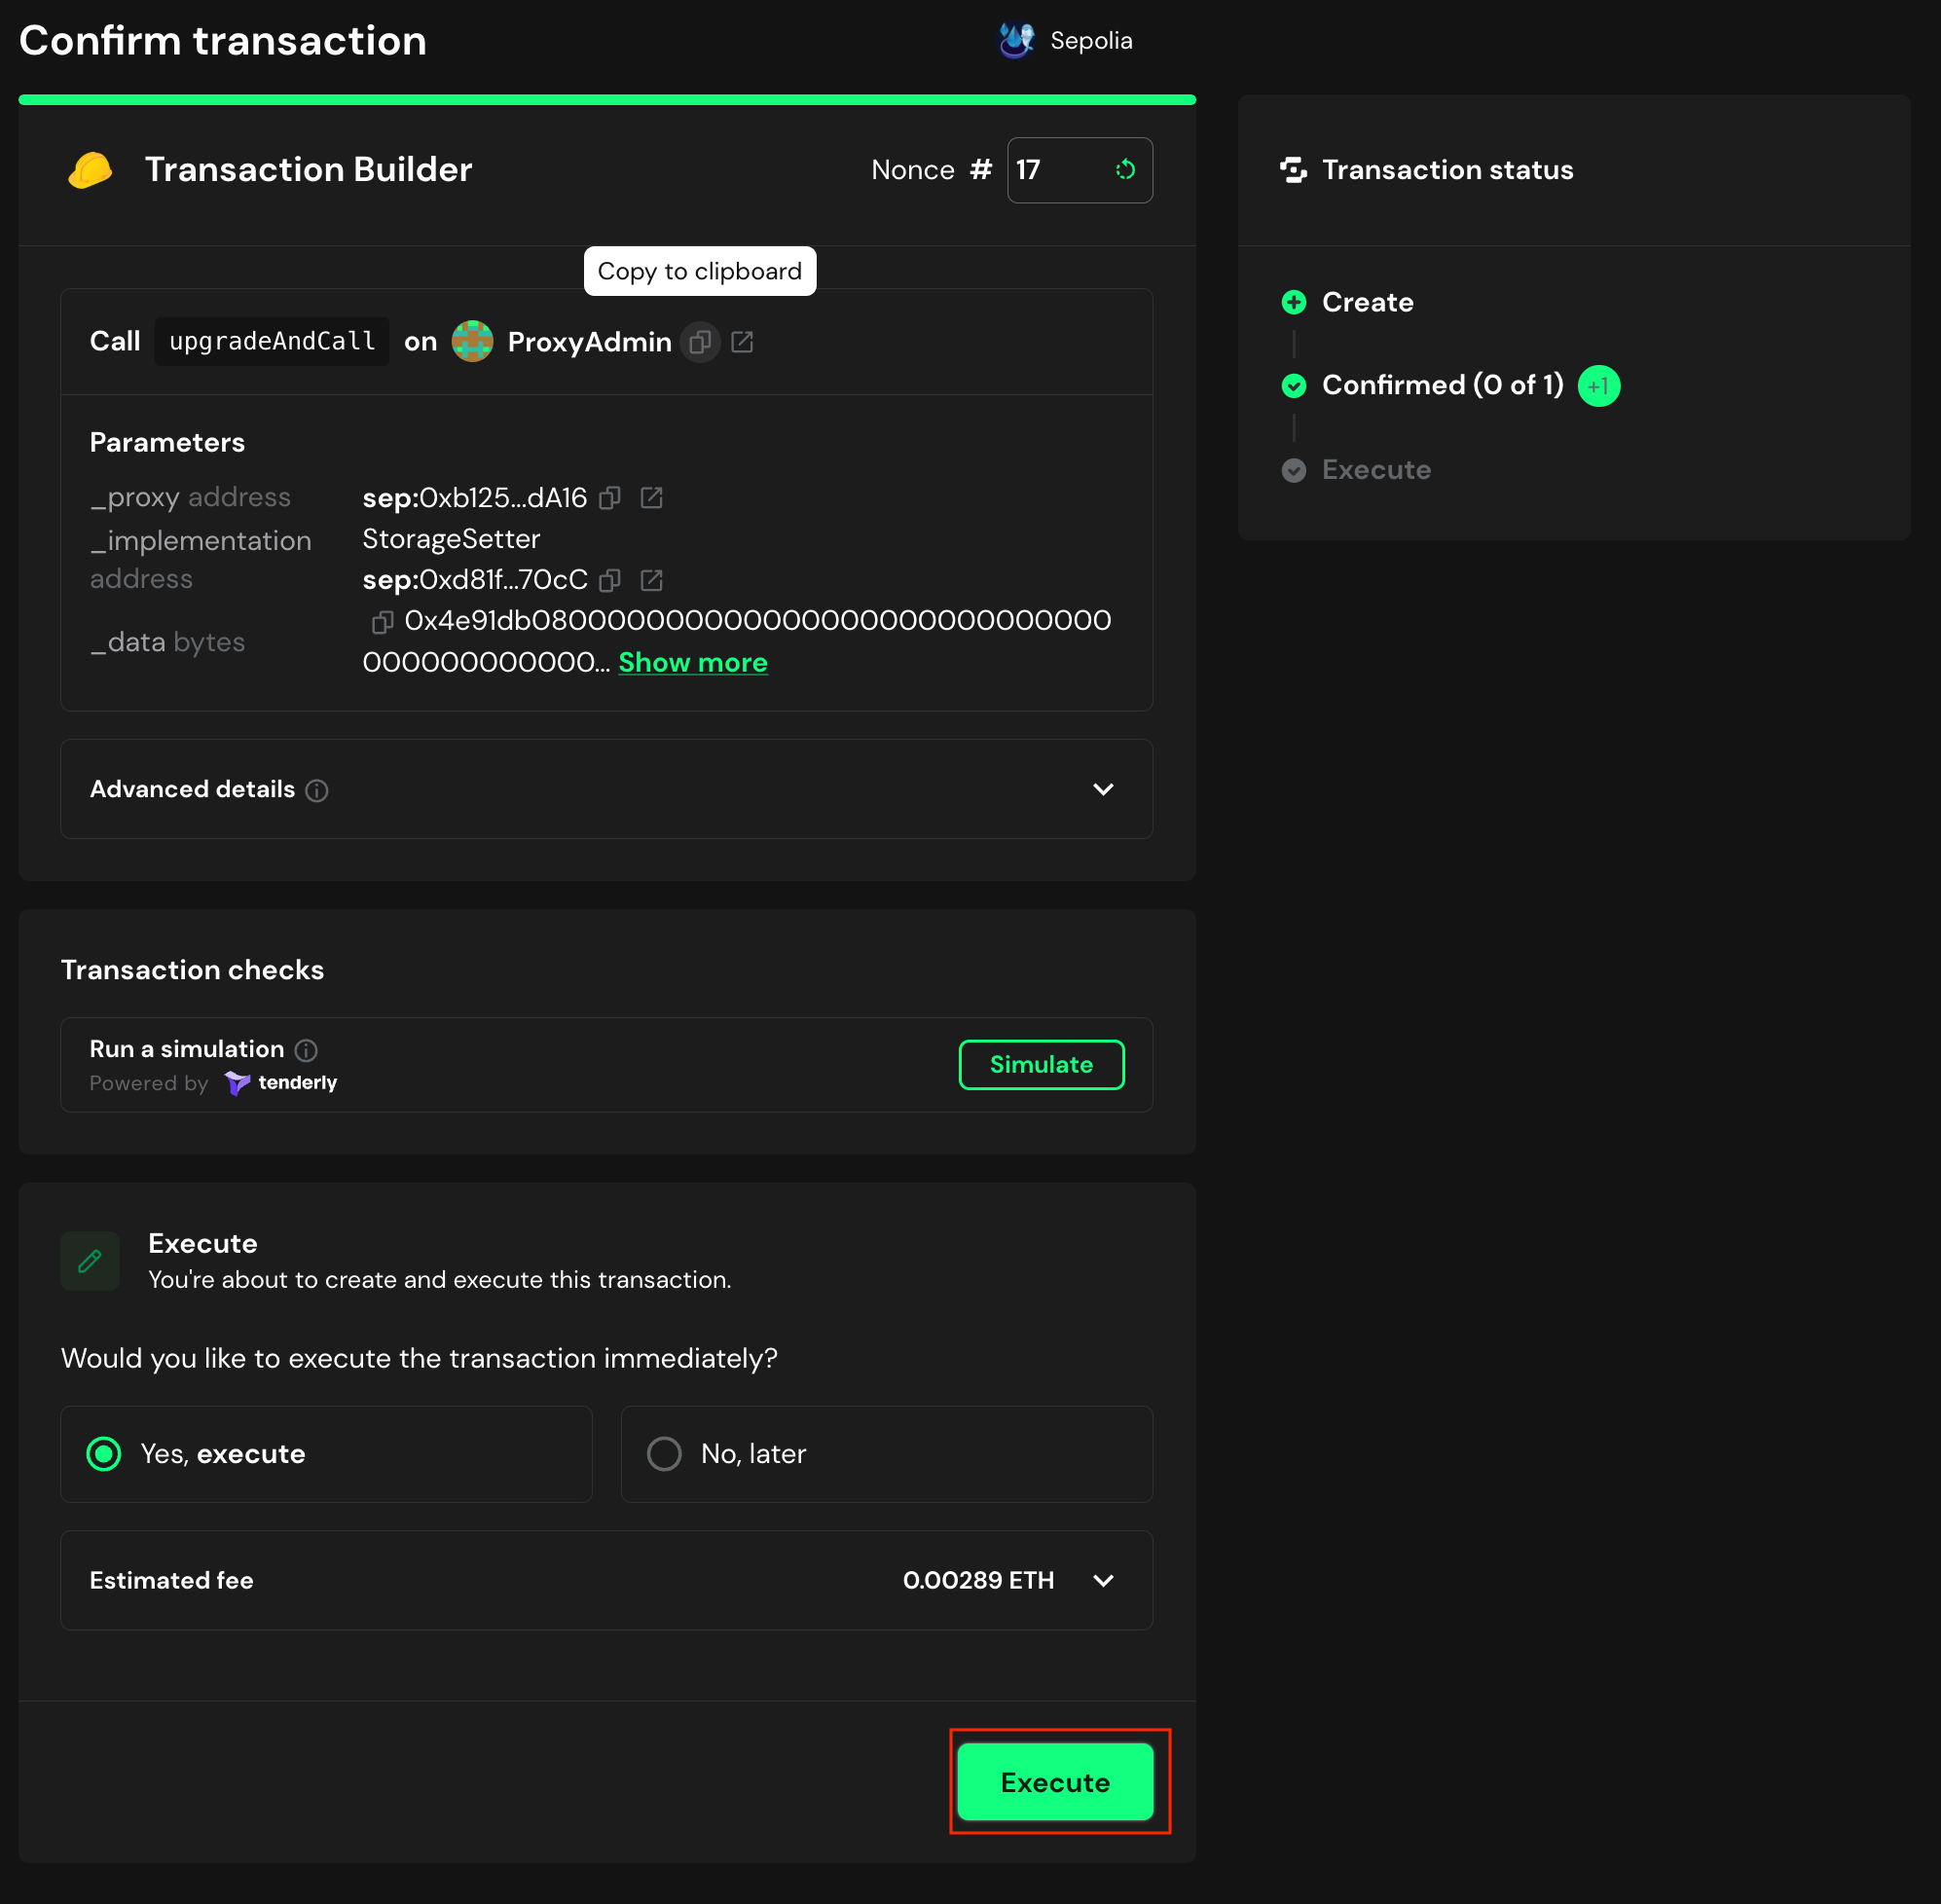 Confirm transaction
Sepolia
Transaction Builder
Nonce # 17
Transaction status
Copy to clipboard
Create
Call upgradeAndCall on ProxyAdmin
Confirmed (0 of 1) +1
Execute
Parameters
_proxy address sep:0xb125...dA16
_implementation address StorageSetter
sep:0xd81f...70cC
_data bytes 0x4e91db080000000000000000000000000000
000000000000... Show more
Advanced details
Transaction checks
Run a simulation
Powered by tenderly
Simulate
Execute
You're about to create and execute this transaction.
Would you like to execute the transaction immediately?
Yes, execute
No, later
Estimated fee 0.00289 ETH
Execute